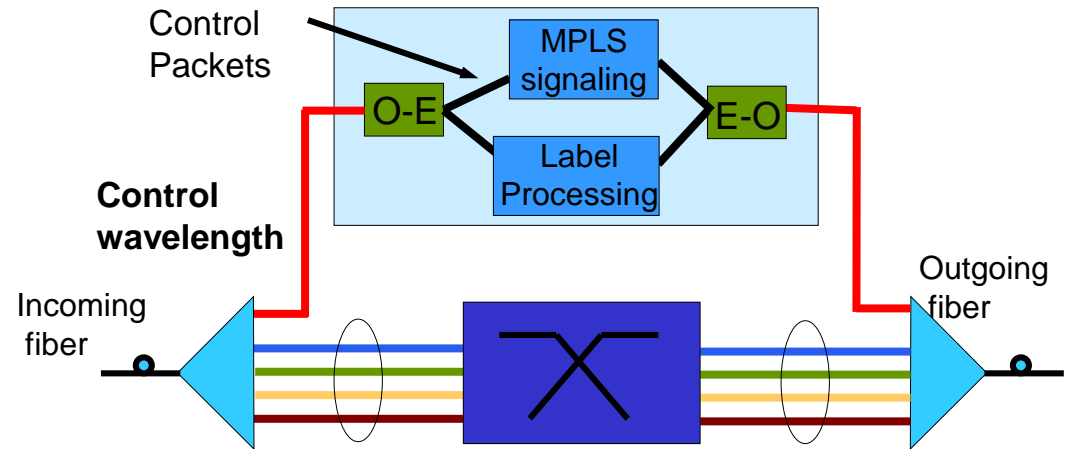 Control
Packets
MPLS
signaling
O-E
E-O
Label
Processing
Control
wavelength
Incoming
fiber
Outgoing
fiber